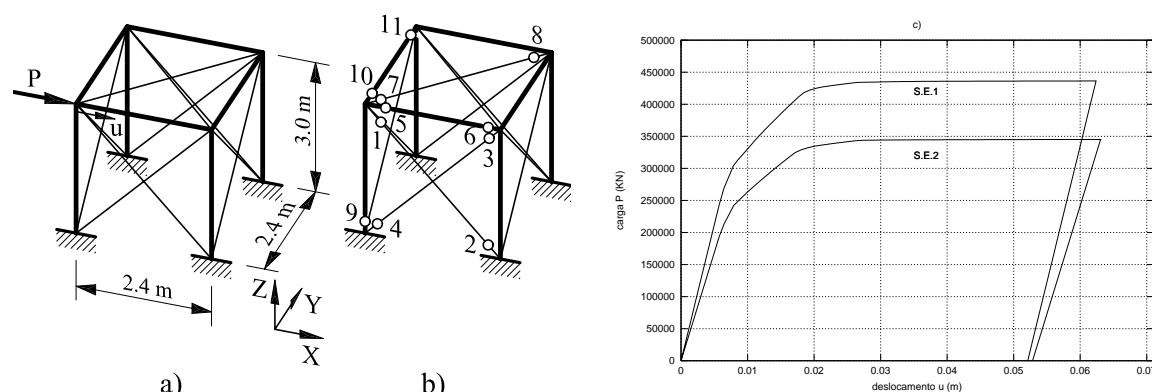 P
u
3.0 m
2.4 m
2.4 m
Z
Y
X
a)
11
8
10
7
1
5
6
3
9
4
2
b)
c)
500000
450000
400000
350000
300000
250000
200000
150000
100000
50000
0
carga P (KN)
S.E.1
S.E.2
0 0.01 0.02 0.03 0.04 0.05 0.06 0.07
deslocamento u (m)